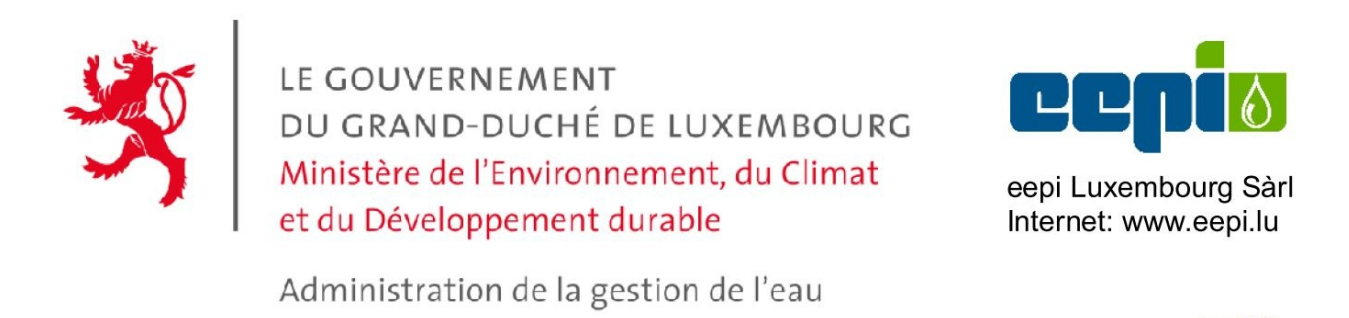 LE GOUVERNEMENT
DU GRAND-DUCHÉ DE LUXEMBOURG
Ministère de l'Environnement, du Climat
et du Développement durable
Administration de la gestion de l'eau
eepi
eepi Luxembourg Sàrl
Internet: www.eepi.lu